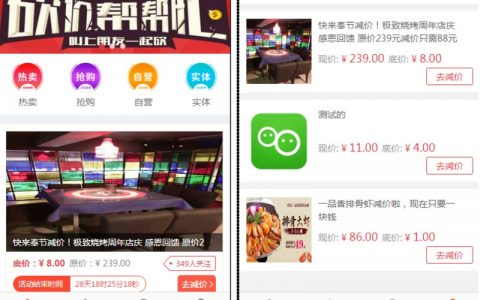 砍价帮帮忙
叫上朋友一起砍
热卖
抢购
自营
实体
热卖
抢购
自营
实体
快来奉节减价！极致烧烤周年店庆 感恩回馈 原价2
底价：¥ 8.00 原价：¥ 239.00
349人关注
活动结束时间
28天18时25分18秒
去减价
快来奉节减价！极致烧烤周年店庆
感恩回馈 原价239元减价只需88元
现价: ¥ 239.00 底价: ¥ 8.00
去减价
测试的
现价: ¥ 11.00 底价: ¥ 4.00
去减价
一品香排骨虾减价啦，现在只要一
块钱
现价: ¥ 86.00 底价: ¥ 1.00
去减价
排骨大虾
49